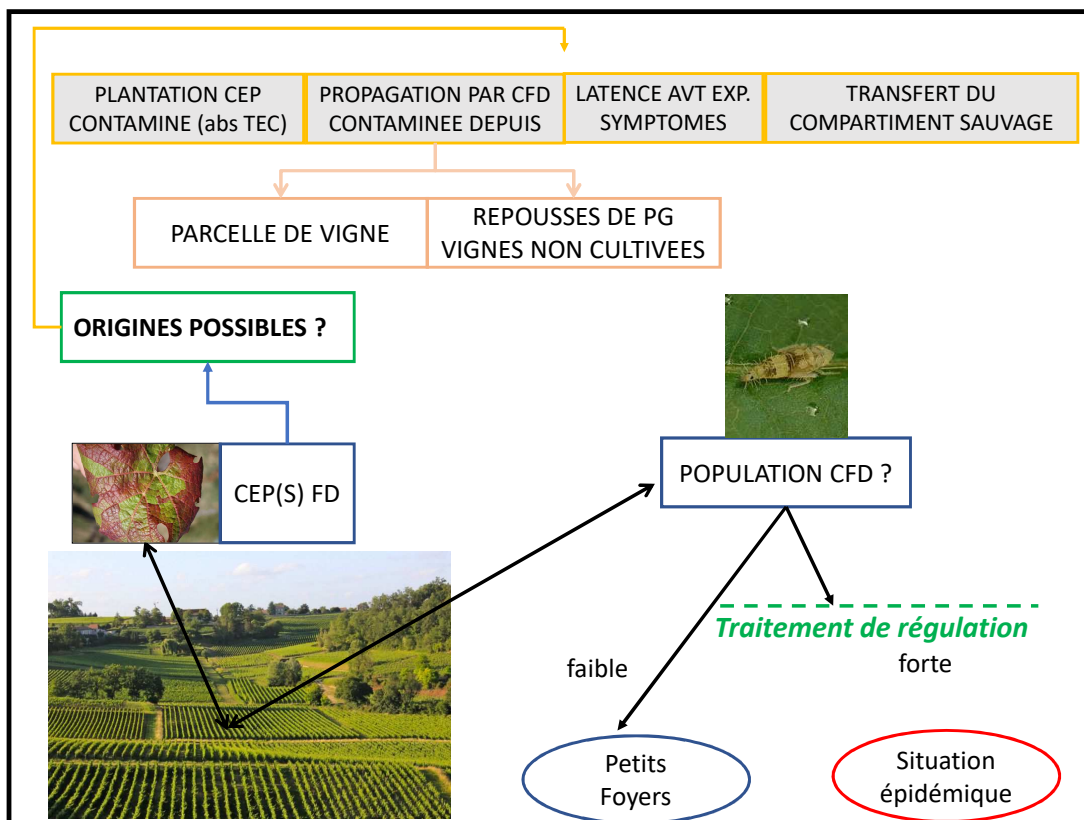 PLANTATION CEP
CONTAMINE (abs TEC)
PROPAGATION PAR CFD
CONTAMINEE DEPUIS
LATENCE AVT EXP.
SYMPTOMES
TRANSFERT DU
COMPARTIMENT SAUVAGE
PARCELLE DE VIGNE
REPOUSSES DE PG
VIGNES NON CULTIVEES
ORIGINES POSSIBLES ?
CEP(S) FD
POPULATION CFD ?
Traitement de régulation
faible
forte
Petits
Foyers
Situation
épidémique